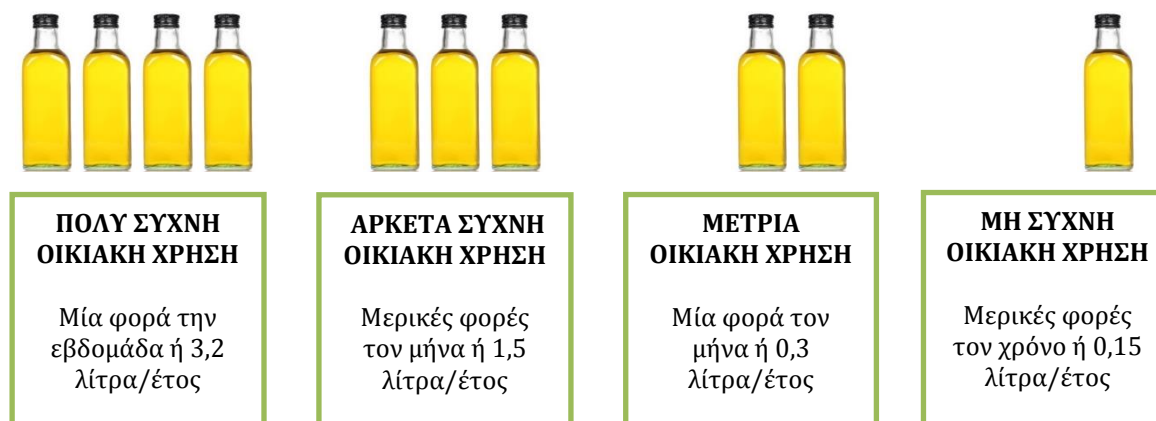 ΠΟΛΥ ΣΥΧΝΗ
ΟΙΚΙΑΚΗ ΧΡΗΣΗ
Μία φορά την
εβδομάδα ή 3,2
λίτρα/έτος
ΑΡΚΕΤΑ ΣΥΧΝΗ
ΟΙΚΙΑΚΗ ΧΡΗΣΗ
Μερικές φορές
τον μήνα ή 1,5
λίτρα/έτος
ΜΕΤΡΙΑ
ΟΙΚΙΑΚΗ ΧΡΗΣΗ
Μία φορά τον
μήνα ή 0,3
λίτρα/έτος
ΜΗ ΣΥΧΝΗ
ΟΙΚΙΑΚΗ ΧΡΗΣΗ
Μερικές φορές
τον χρόνο ή 0,15
λίτρα/έτος